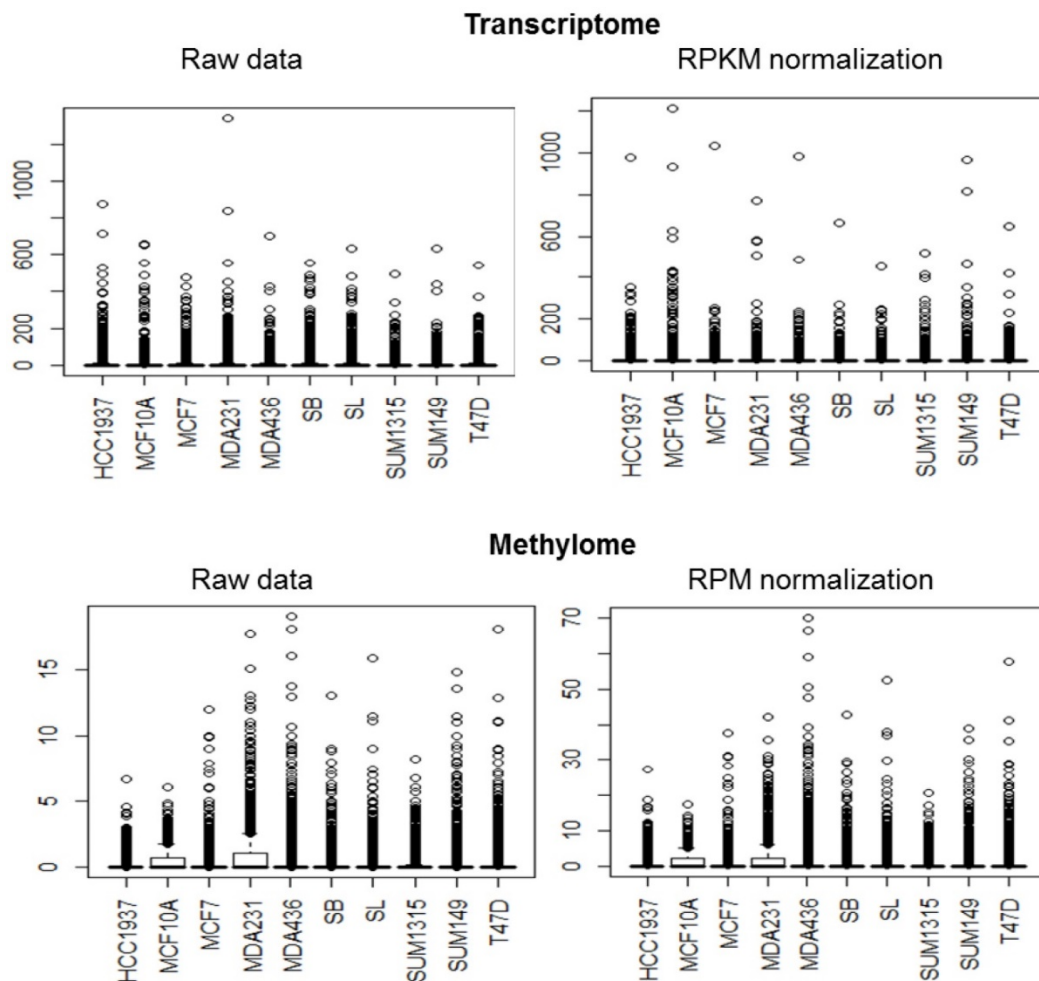 Transcriptome
Raw data
RPKM normalization
0 200 600 1000
0 200 600 1000
HCC1937 MCF10A MCF7 MDA231 MDA436 SB SL SUM1315 SUM149 T47D
HCC1937 MCF10A MCF7 MDA231 MDA436 SB SL SUM1315 SUM149 T47D
Methylome
Raw data
RPM normalization
0 5 10 15
0 10 30 50 70
HCC1937 MCF10A MCF7 MDA231 MDA436 SB SL SUM1315 SUM149 T47D
HCC1937 MCF10A MCF7 MDA231 MDA436 SB SL SUM1315 SUM149 T47D